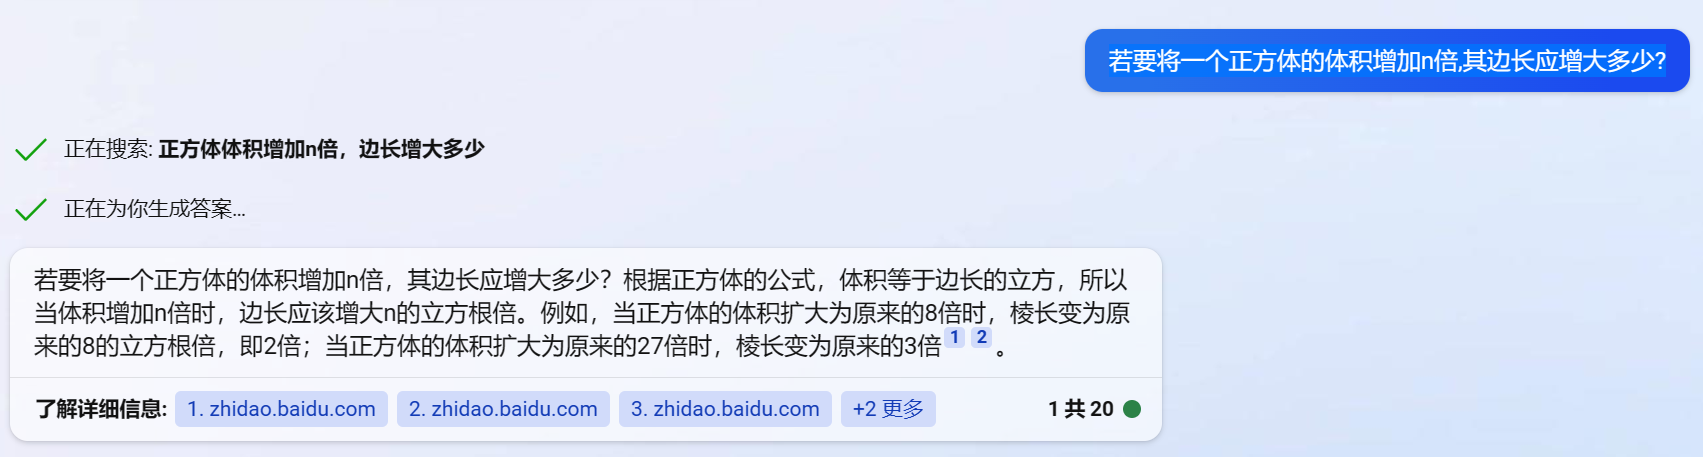 若要将一个正方体的体积增加n倍,其边长应增大多少?
正在搜索: 正方体体积增加n倍，边长增大多少
正在为你生成答案...
若要将一个正方体的体积增加n倍，其边长应增大多少？根据正方体的公式，体积等于边长的立方，所以
当体积增加n倍时，边长应该增大n的立方根倍。例如，当正方体的体积扩大为原来的8倍时，棱长变为原
来的8的立方根倍，即2倍；当正方体的体积扩大为原来的27倍时，棱长变为原来的3倍 1 2 。
了解详细信息: 1. zhidao.baidu.com 2. zhidao.baidu.com 3. zhidao.baidu.com +2 更多 1 共 20